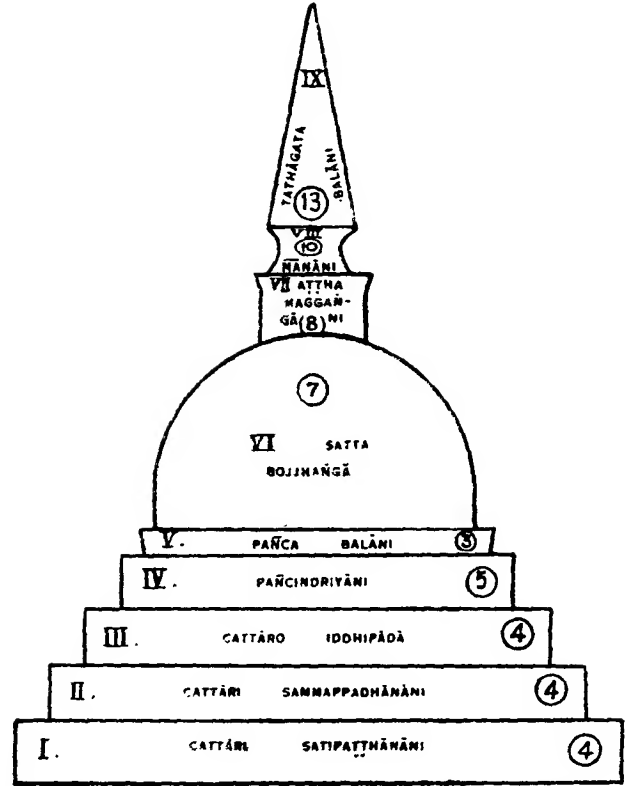 IX
TATHĀGATA BALĀNI
13
VIII
10
ÑĀNĀNI
VII AṬṬHA
MAGGAṄ-
GĀ (8) NI
7
VI SATTA
BOJJHAṄGĀ
V. PAÑCA BALĀNI 5
IV. PAÑCINDRIYĀNI 5
III. CATTĀRO IDDHIPĀDĀ 4
II. CATTĀRI SAMMAPPADHĀNĀNI 4
I. CATTĀRI SATIPAṬṬHĀNĀNI 4